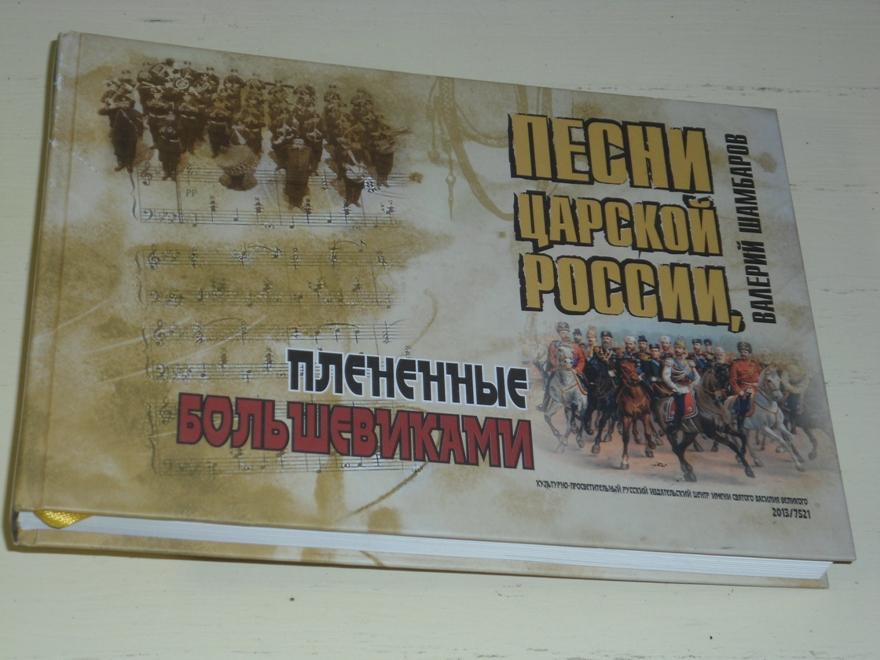 ПЕСНИ
ЦАРСКОЙ
РОССИИ,
ВАЛЕРИЙ ШАМБАРОВ
ПЛЕНЕННЫЕ
БОЛЬШЕВИКАМИ
КУЛЬТУРНО-ПРОСВЕТИТЕЛЬНЫЙ РУССКИЙ ИЗДАТЕЛЬСКИЙ ЦЕНТР ИМЕНИ СВЯТОГО ВАСИЛИЯ ВЕЛИКОГО
2013/7521